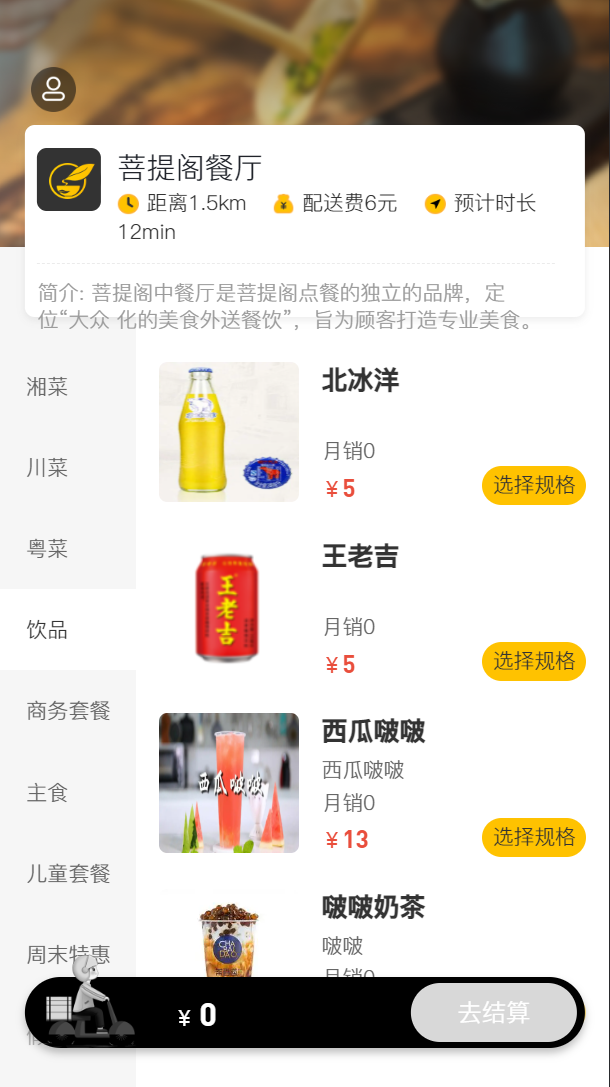 菩提阁餐厅
距离1.5km 配送费6元 预计时长
12min
简介: 菩提阁中餐厅是菩提阁点餐的独立的品牌，定
位“大众 化的美食外送餐饮”，旨为顾客打造专业美食。
湘菜
川菜
粤菜
饮品
商务套餐
主食
儿童套餐
周末特惠
北冰洋
月销0
¥5
选择规格
王老吉
王老吉
月销0
¥5
选择规格
西瓜啵啵
西瓜啵啵
西瓜啵啵
月销0
¥13
选择规格
CHA
DAO
啵啵奶茶
啵啵
月销0
¥ 0
去结算